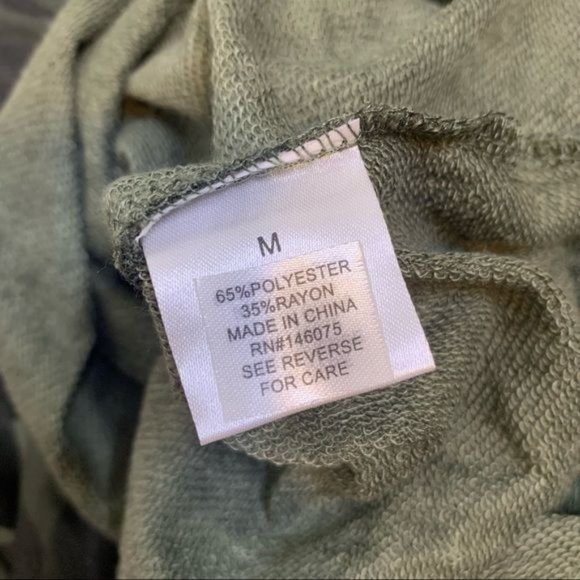 M
65%POLYESTER
35%RAYON
MADE IN CHINA
RN#146075
SEE REVERSE
FOR CARE